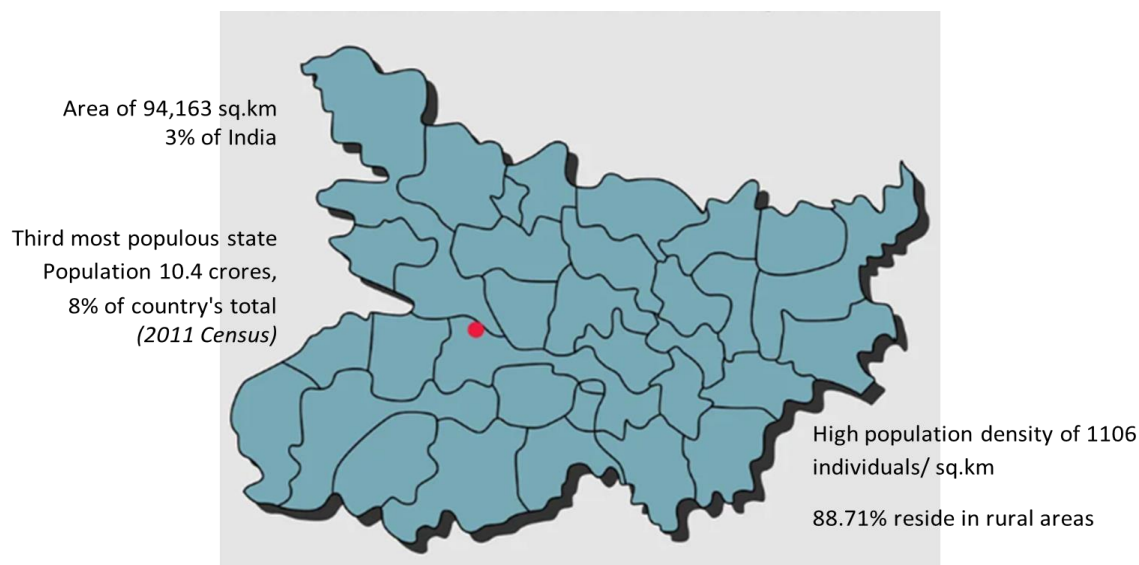 Area of 94,163 sq.km
3% of India
Third most populous state
Population 10.4 crores,
8% of country's total
(2011 Census)
High population density of 1106
individuals/ sq.km
88.71% reside in rural areas